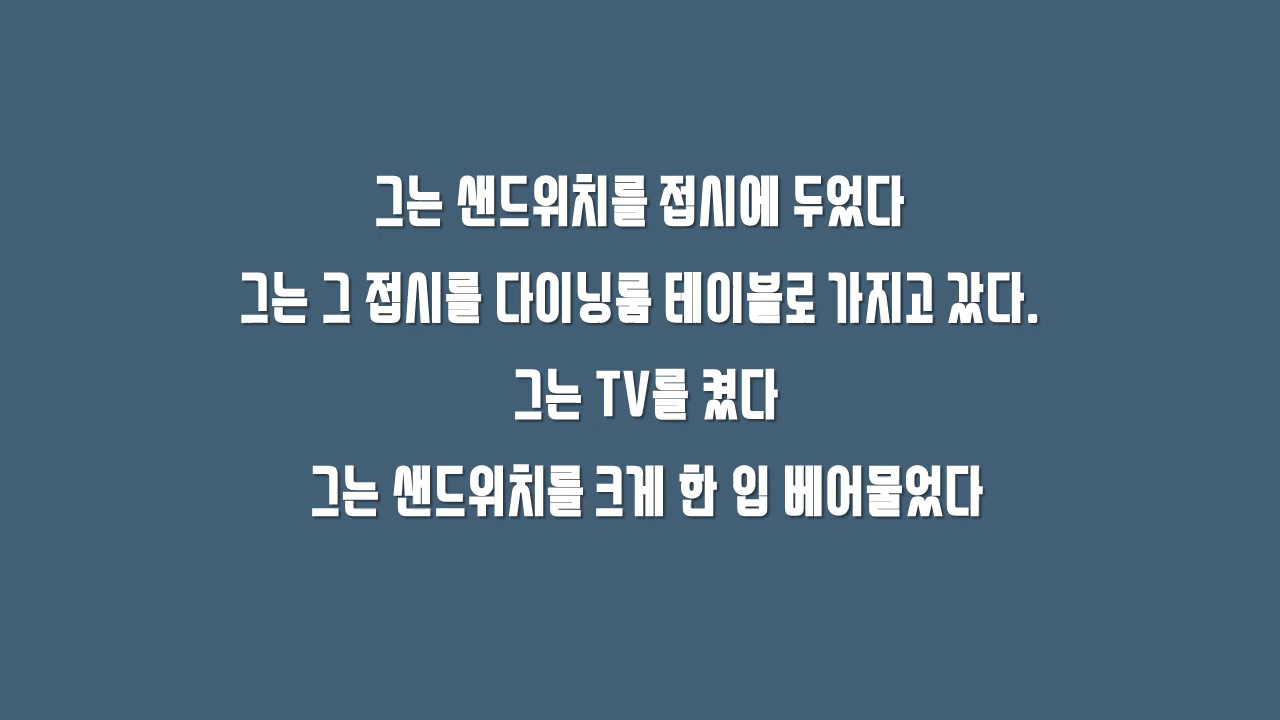 그는 샌드위치를 접시에 두었다
그는 그 접시를 다이닝룸 테이블로 가지고 갔다.
그는 TV를 켰다
그는 샌드위치를 크게 한 입 베어물었다